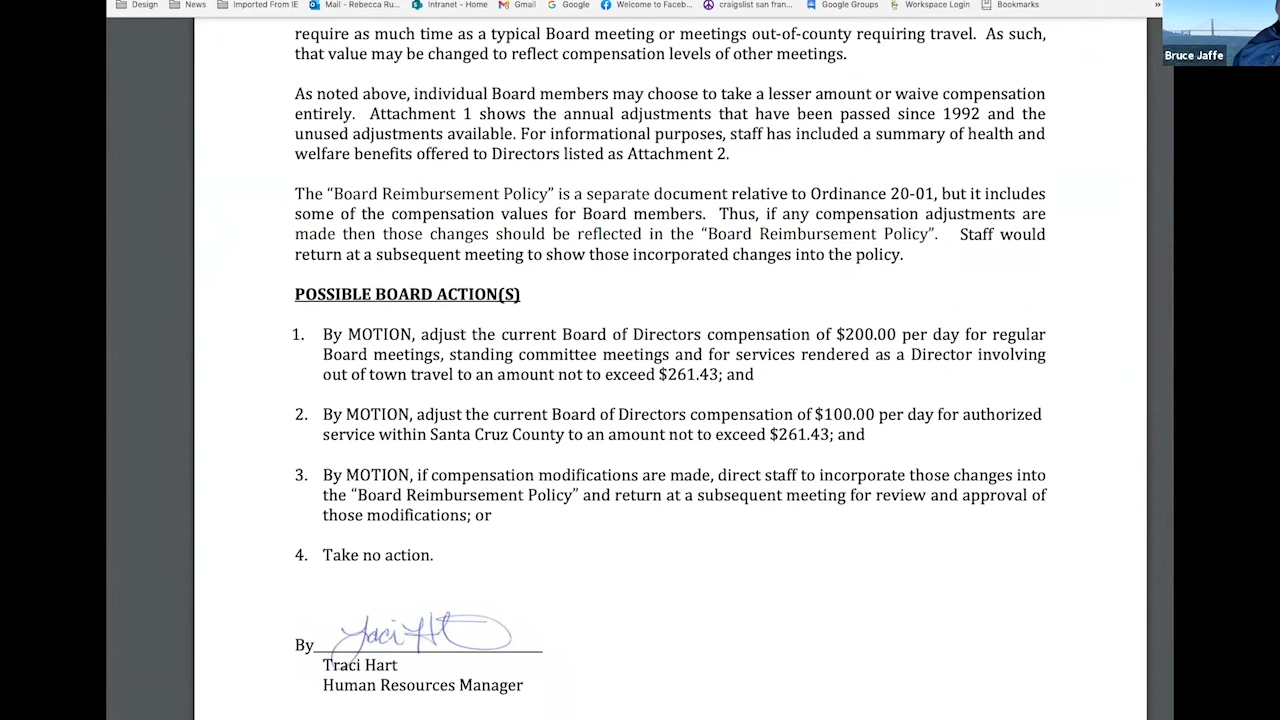 Design News Imported From IE Mail - Rebecca Ru... Intranet - Home Gmail Google Welcome to Faceb... craigslist san fran... Google Groups Workspace Login Bookmarks »
Bruce Jaffe
require as much time as a typical Board meeting or meetings out-of-county requiring travel. As such,
that value may be changed to reflect compensation levels of other meetings.
As noted above, individual Board members may choose to take a lesser amount or waive compensation
entirely. Attachment 1 shows the annual adjustments that have been passed since 1992 and the
unused adjustments available. For informational purposes, staff has included a summary of health and
welfare benefits offered to Directors listed as Attachment 2.
The “Board Reimbursement Policy” is a separate document relative to Ordinance 20-01, but it includes
some of the compensation values for Board members. Thus, if any compensation adjustments are
made then those changes should be reflected in the “Board Reimbursement Policy”. Staff would
return at a subsequent meeting to show those incorporated changes into the policy.
POSSIBLE BOARD ACTION(S)
1. By MOTION, adjust the current Board of Directors compensation of $200.00 per day for regular
Board meetings, standing committee meetings and for services rendered as a Director involving
out of town travel to an amount not to exceed $261.43; and
2. By MOTION, adjust the current Board of Directors compensation of $100.00 per day for authorized
service within Santa Cruz County to an amount not to exceed $261.43; and
3. By MOTION, if compensation modifications are made, direct staff to incorporate those changes into
the “Board Reimbursement Policy” and return at a subsequent meeting for review and approval of
those modifications; or
4. Take no action.
By Traci Hart
Traci Hart
Human Resources Manager